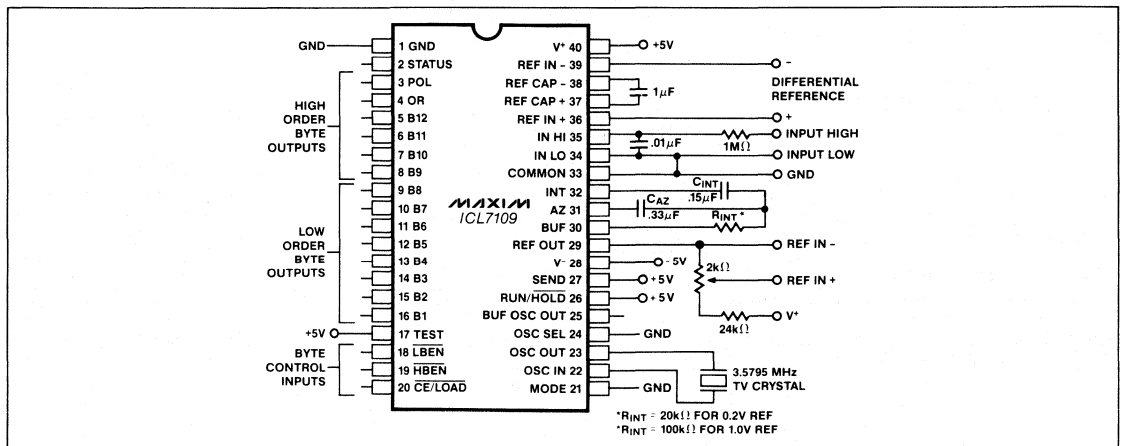 GND
1 GND
2 STATUS
3 POL
4 OR
5 B12
6 B11
7 B10
8 B9
9 B8
10 B7
11 B6
12 B5
13 B4
14 B3
15 B2
16 B1
17 TEST
18 LBEN
19 HBEN
20 CE/LOAD
HIGH
ORDER
BYTE
OUTPUTS
LOW
ORDER
BYTE
OUTPUTS
+5V
BYTE
CONTROL
INPUTS
MAXIM
ICL7109
V+ 40
REF IN - 39
REF CAP - 38
REF CAP + 37
REF IN + 36
IN HI 35
IN LO 34
COMMON 33
INT 32
AZ 31
BUF 30
REF OUT 29
V- 28
SEND 27
RUN/HOLD 26
BUF OSC OUT 25
OSC SEL 24
OSC OUT 23
OSC IN 22
MODE 21
+5V
-
DIFFERENTIAL
REFERENCE
1µF
+
INPUT HIGH
1MΩ
.01µF
INPUT LOW
GND
CINT
.15µF
CAZ
.33µF
RINT *
REF IN -
-5V
2kΩ
+5V
REF IN +
+5V
V+
24kΩ
GND
3.5795 MHz
TV CRYSTAL
GND
*RINT = 20kΩ FOR 0.2V REF
*RINT = 100kΩ FOR 1.0V REF